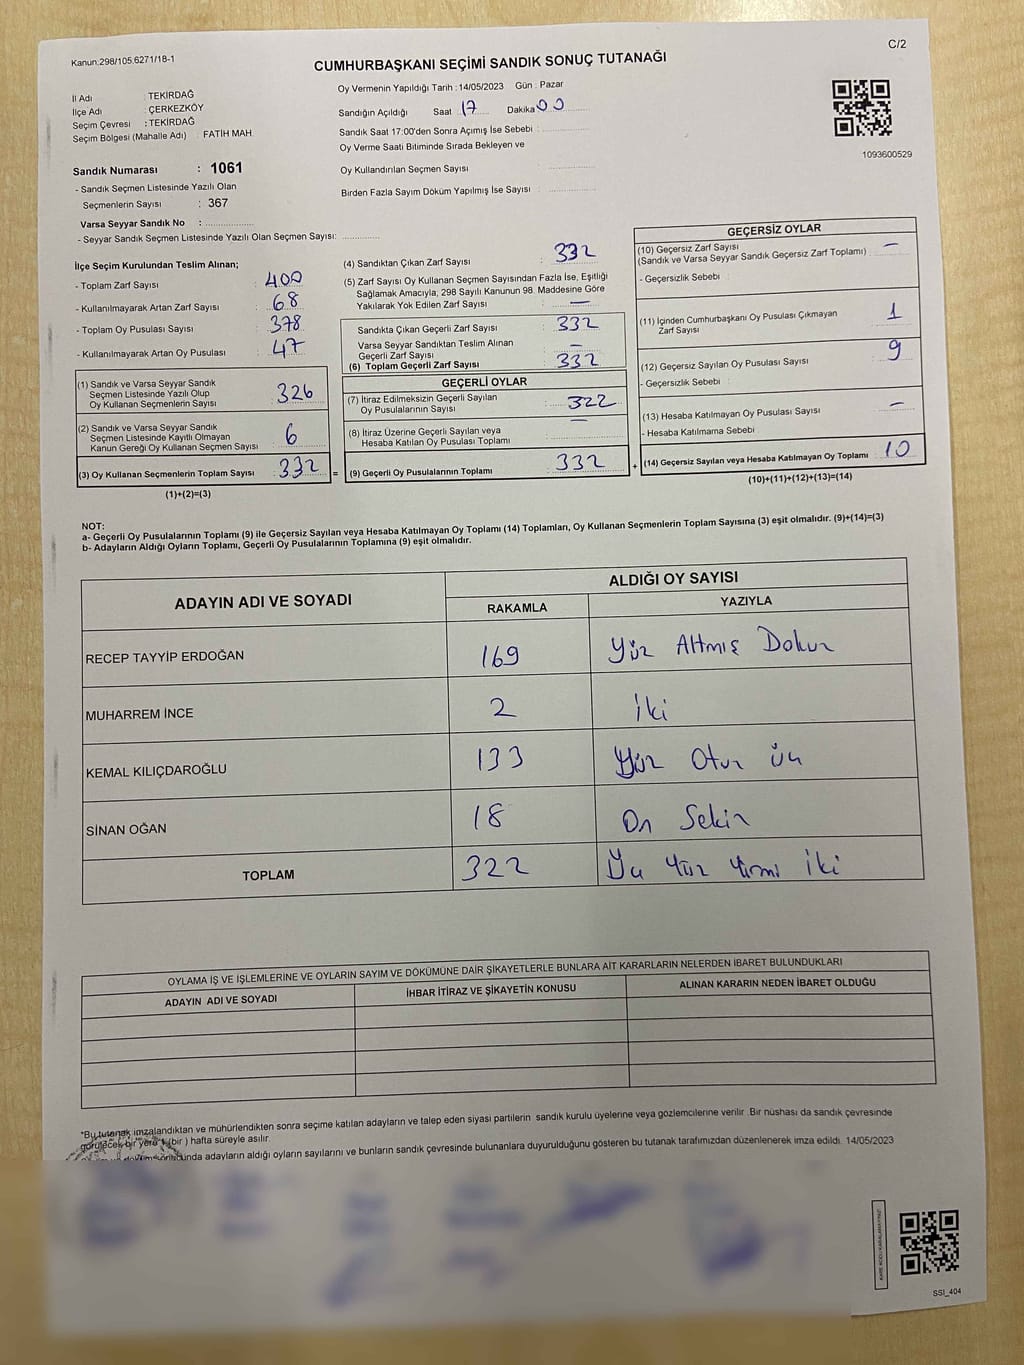 Kanun:298/105.6271/18-1
C/2
CUMHURBAŞKANI SEÇİMİ SANDIK SONUÇ TUTANAĞI
İl Adı : TEKİRDAĞ
İlçe Adı : ÇERKEZKÖY
Seçim Çevresi : TEKİRDAĞ
Seçim Bölgesi (Mahalle Adı) : FATİH MAH.
Sandık Numarası : 1061
- Sandık Seçmen Listesinde Yazılı Olan
Seçmenlerin Sayısı : 367
Varsa Seyyar Sandık No :
- Seyyar Sandık Seçmen Listesinde Yazılı Olan Seçmen Sayısı:
Oy Vermenin Yapıldığı Tarih : 14/05/2023 Gün : Pazar
Sandığın Açıldığı Saat 17 Dakika 00
Sandık Saat 17:00'den Sonra Açımış İse Sebebi :
Oy Verme Saati Bitiminde Sırada Bekleyen ve
Oy Kullandırılan Seçmen Sayısı :
Birden Fazla Sayım Döküm Yapılmış İse Sayısı :
1093600529
İlçe Seçim Kurulundan Teslim Alınan;
- Toplam Zarf Sayısı : 400
- Kullanılmayarak Artan Zarf Sayısı : 68
- Toplam Oy Pusulası Sayısı : 378
- Kullanılmayarak Artan Oy Pusulası : 47
(1) Sandık ve Varsa Seyyar Sandık
Seçmen Listesinde Yazılı Olup
Oy Kullanan Seçmenlerin Sayısı : 326
(2) Sandık ve Varsa Seyyar Sandık
Seçmen Listesinde Kayıtlı Olmayan
Kanun Gereği Oy Kullanan Seçmen Sayısı : 6
(3) Oy Kullanan Seçmenlerin Toplam Sayısı : 332 =
(1)+(2)=(3)
(4) Sandıktan Çıkan Zarf Sayısı : 332
(5) Zarf Sayısı Oy Kullanan Seçmen Sayısından Fazla İse, Eşitliği
Sağlamak Amacıyla, 298 Sayılı Kanunun 98. Maddesine Göre
Yakılarak Yok Edilen Zarf Sayısı : —
Sandıkta Çıkan Geçerli Zarf Sayısı : 332
Varsa Seyyar Sandıktan Teslim Alınan
Geçerli Zarf Sayısı : —
(6) Toplam Geçerli Zarf Sayısı : 332
GEÇERLİ OYLAR
(7) İtiraz Edilmeksizin Geçerli Sayılan
Oy Pusulalarının Sayısı : 322
(8) İtiraz Üzerine Geçerli Sayılan veya
Hesaba Katılan Oy Pusulası Toplamı : —
(9) Geçerli Oy Pusulalarının Toplamı : 332 +
GEÇERSİZ OYLAR
(10) Geçersiz Zarf Sayısı
(Sandık ve Varsa Seyyar Sandık Geçersiz Zarf Toplamı) : —
- Geçersizlik Sebebi :
(11) İçinden Cumhurbaşkanı Oy Pusulası Çıkmayan
Zarf Sayısı : 1
(12) Geçersiz Sayılan Oy Pusulası Sayısı : 9
- Geçersizlik Sebebi :
(13) Hesaba Katılmayan Oy Pusulası Sayısı : —
- Hesaba Katılmama Sebebi :
(14) Geçersiz Sayılan veya Hesaba Katılmayan Oy Toplamı : 10
(10)+(11)+(12)+(13)=(14)
NOT:
a- Geçerli Oy Pusulalarının Toplamı (9) ile Geçersiz Sayılan veya Hesaba Katılmayan Oy Toplamı (14) Toplamları, Oy Kullanan Seçmenlerin Toplam Sayısına (3) eşit olmalıdır. (9)+(14)=(3)
b- Adayların Aldığı Oyların Toplamı, Geçerli Oy Pusulalarının Toplamına (9) eşit olmalıdır.
ADAYIN ADI VE SOYADI
ALDIĞI OY SAYISI
RAKAMLA YAZIYLA
RECEP TAYYİP ERDOĞAN 169 Yüz Altmış Dokuz
MUHARREM İNCE 2 İki
KEMAL KILIÇDAROĞLU 133 Yüz Otuz üç
SİNAN OĞAN 18 On Sekiz
TOPLAM 322 Üç Yüz Yirmi İki
OYLAMA İŞ VE İŞLEMLERİNE VE OYLARIN SAYIM VE DÖKÜMÜNE DAİR ŞİKAYETLERLE BUNLARA AİT KARARLARIN NELERDEN İBARET BULUNDUKLARI
ADAYIN ADI VE SOYADI İHBAR İTİRAZ VE ŞİKAYETİN KONUSU ALINAN KARARIN NEDEN İBARET OLDUĞU
*Bu tutanak imzalandıktan ve mühürlendikten sonra seçime katılan adayların ve talep eden siyasi partilerin sandık kurulu üyelerine veya gözlemcilerine verilir. Bir nüshası da sandık çevresinde
görülecek bir yere 1 (bir ) hafta süreyle asılır.
adayların aldığı oyların sayılarını ve bunların sandık çevresinde bulunanlara duyurulduğunu gösteren bu tutanak tarafımızdan düzenlenerek imza edildi. 14/05/2023
KARE KODU KARALAMAYINIZ!
SSI_404